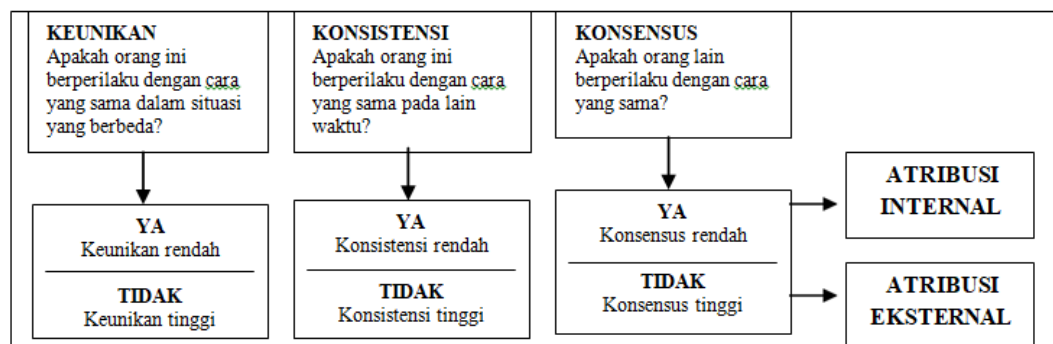 KEUNIKAN
Apakah orang ini
berperilaku dengan cara
yang sama dalam situasi
yang berbeda?
KONSISTENSI
Apakah orang ini
berperilaku dengan cara
yang sama pada lain
waktu?
KONSENSUS
Apakah orang lain
berperilaku dengan cara
yang sama?
YA
Keunikan rendah
TIDAK
Keunikan tinggi
YA
Konsistensi rendah
TIDAK
Konsistensi tinggi
YA
Konsensus rendah
TIDAK
Konsensus tinggi
ATRIBUSI
INTERNAL
ATRIBUSI
EKSTERNAL